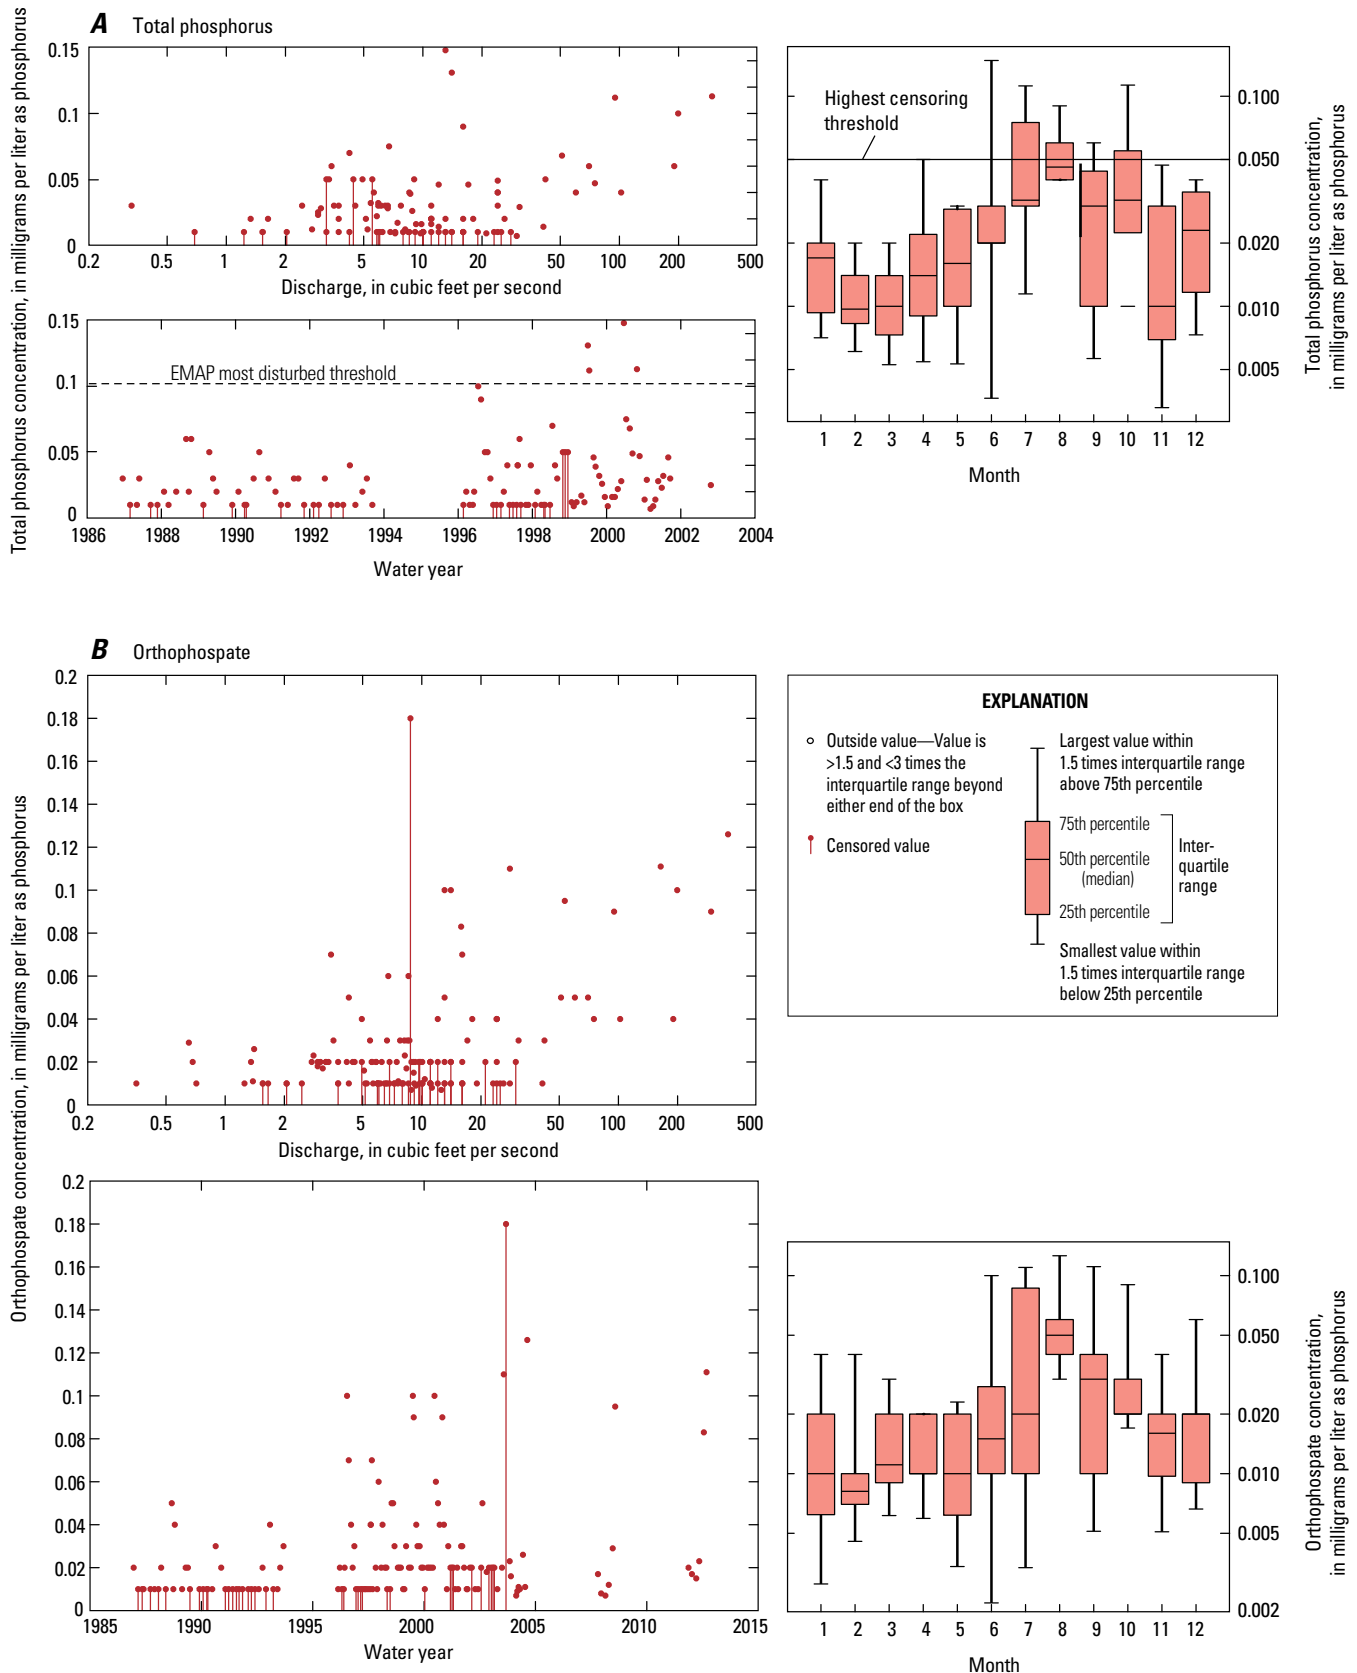 A Total phosphorus
Total phosphorus concentration, in milligrams per liter as phosphorus
0.15
0.1
0.05
0
0.2 0.5 1 2 5 10 20 50 100 200 500
Discharge, in cubic feet per second
0.15
0.1
0.05
0
EMAP most disturbed threshold
1986 1988 1990 1992 1994 1996 1998 2000 2002 2004
Water year
Highest censoring
threshold
0.100
0.050
0.020
0.010
0.005
Total phosphorus concentration,
in milligrams per liter as phosphorus
1 2 3 4 5 6 7 8 9 10 11 12
Month
B Orthophospate
Orthophospate concentration, in milligrams per liter as phosphorus
0.2
0.18
0.16
0.14
0.12
0.1
0.08
0.06
0.04
0.02
0
0.2 0.5 1 2 5 10 20 50 100 200 500
Discharge, in cubic feet per second
EXPLANATION
Outside value—Value is
>1.5 and <3 times the
interquartile range beyond
either end of the box
Censored value
Largest value within
1.5 times interquartile range
above 75th percentile
75th percentile
50th percentile
(median)
25th percentile
Inter-
quartile
range
Smallest value within
1.5 times interquartile range
below 25th percentile
0.2
0.18
0.16
0.14
0.12
0.1
0.08
0.06
0.04
0.02
0
1985 1990 1995 2000 2005 2010 2015
Water year
0.100
0.050
0.020
0.010
0.005
0.002
Orthophospate concentration,
in milligrams per liter as phosphorus
1 2 3 4 5 6 7 8 9 10 11 12
Month